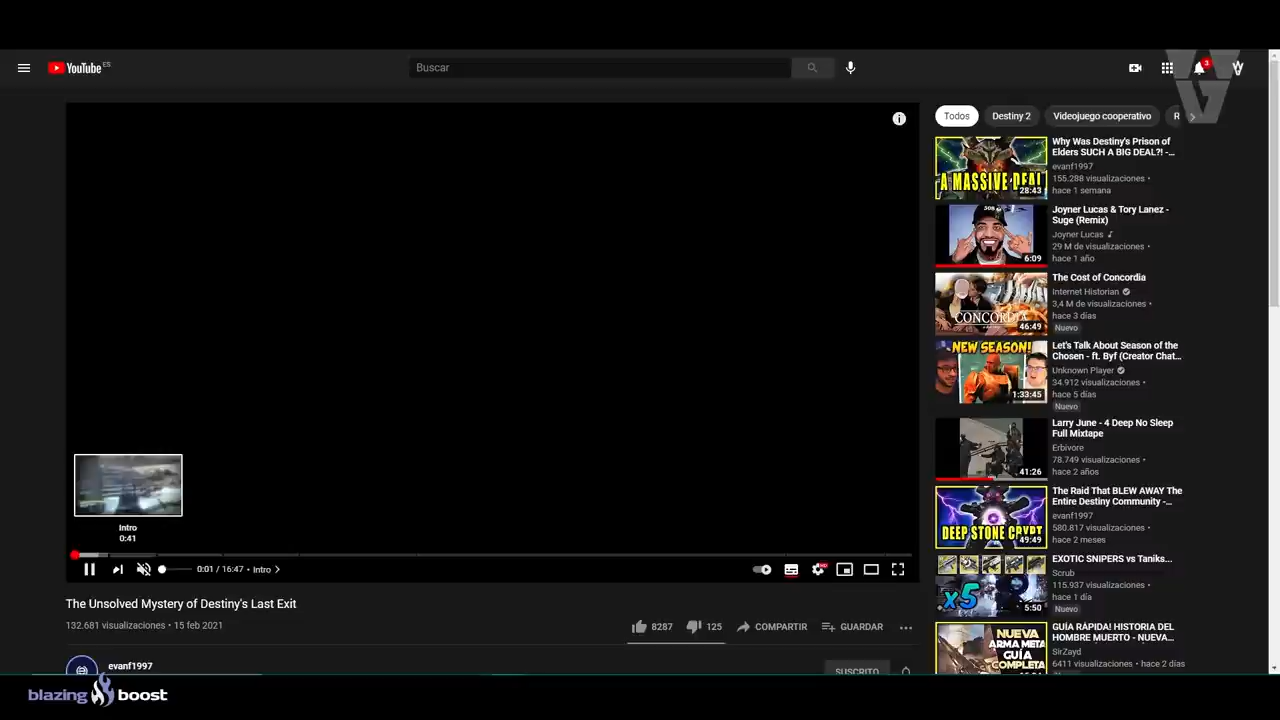 YouTube ES
Buscar
3
WG
Todos
Destiny 2
Videojuego cooperativo
R
A MASSIVE DEAL
28:43
Why Was Destiny's Prison of
Elders SUCH A BIG DEAL?! -...
evanf1997
155.288 visualizaciones •
hace 1 semana
6:09
Joyner Lucas & Tory Lanez -
Suge (Remix)
Joyner Lucas
29 M de visualizaciones •
hace 1 año
CONCORDIA
46:49
The Cost of Concordia
Internet Historian
3,4 M de visualizaciones •
hace 3 días
Nuevo
NEW SEASON!
1:33:45
Let's Talk About Season of the
Chosen - ft. Byf (Creator Chat...
Unknown Player
34.912 visualizaciones •
hace 5 días
Nuevo
41:26
Larry June - 4 Deep No Sleep
Full Mixtape
Erbivore
78.749 visualizaciones •
hace 2 años
DEEP STONE CRYPT
49:49
The Raid That BLEW AWAY The
Entire Destiny Community -...
evanf1997
580.817 visualizaciones •
hace 2 meses
x5
5:50
EXOTIC SNIPERS vs Taniks...
Scrub
115.937 visualizaciones •
hace 1 día
Nuevo
NUEVA
ARMA META
GUÍA
COMPLETA
GUÍA RÁPIDA! HISTORIA DEL
HOMBRE MUERTO - NUEVA...
SirZayd
6411 visualizaciones • hace 2 días
Intro
0:41
0:01 / 16:47 • Intro
The Unsolved Mystery of Destiny's Last Exit
132.681 visualizaciones • 15 feb 2021
8287
125
COMPARTIR
GUARDAR
evanf1997
SUSCRITO
blazing boost